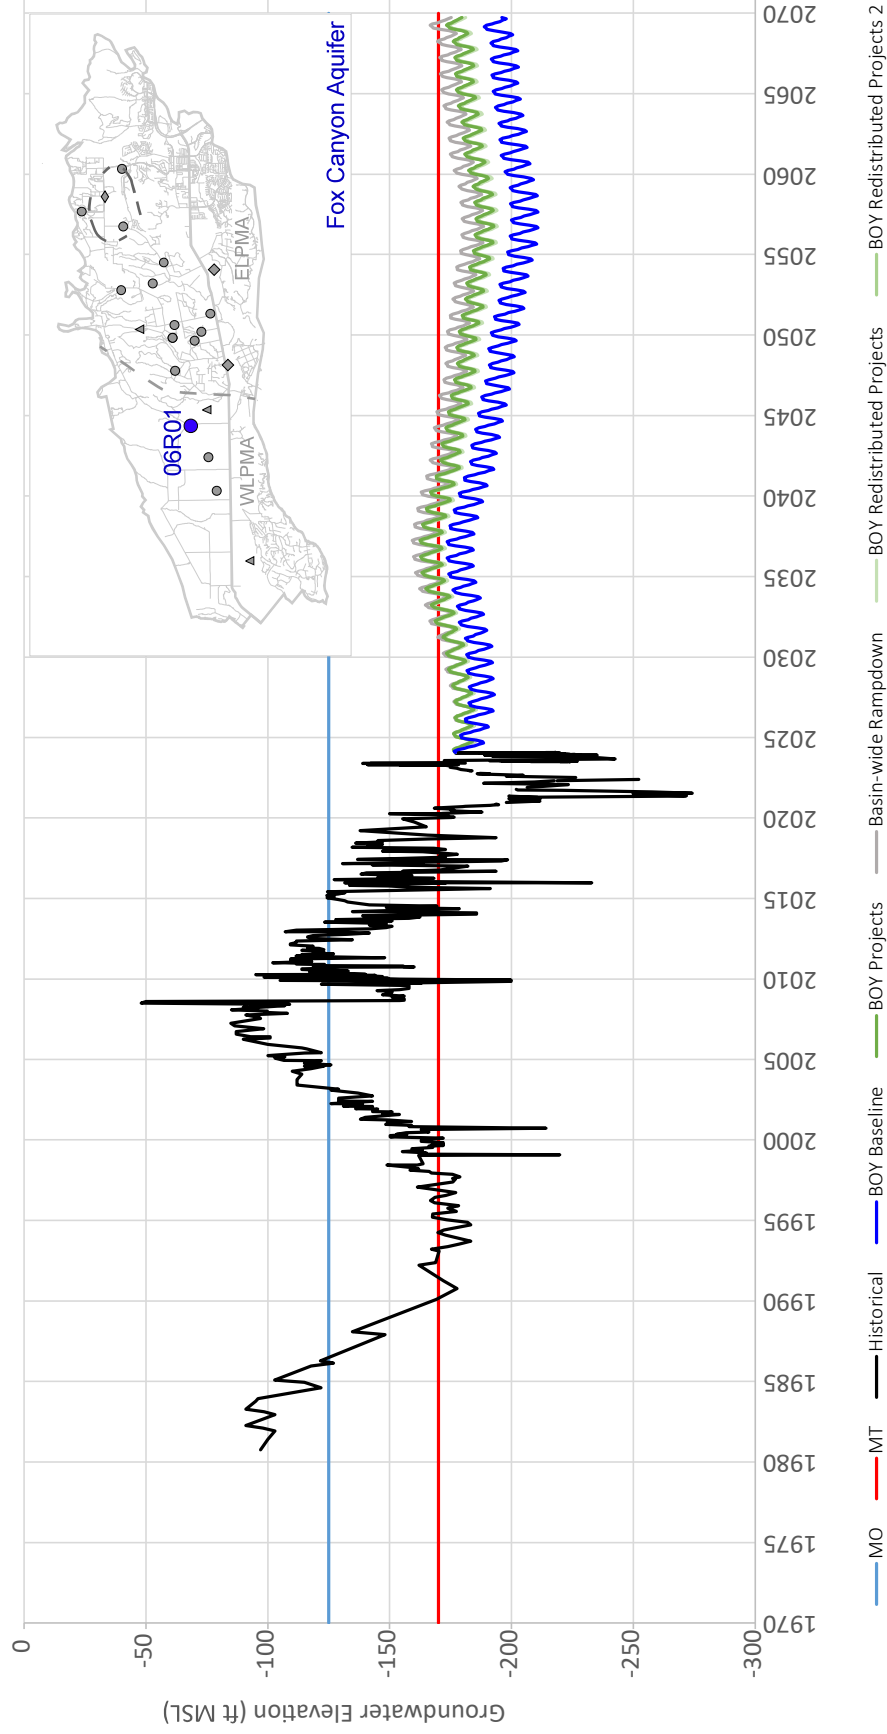 Fox Canyon Aquifer
06R01
WLPMA
ELPMA
Groundwater Elevation (ft MSL)
0
-50
-100
-150
-200
-250
-300
1970
1975
1980
1985
1990
1995
2000
2005
2010
2015
2020
2025
2030
2035
2040
2045
2050
2055
2060
2065
2070
MO
MT
Historical
BOY Baseline
BOY Projects
Basin-wide Rampdown
BOY Redistributed Projects
BOY Redistributed Projects 2